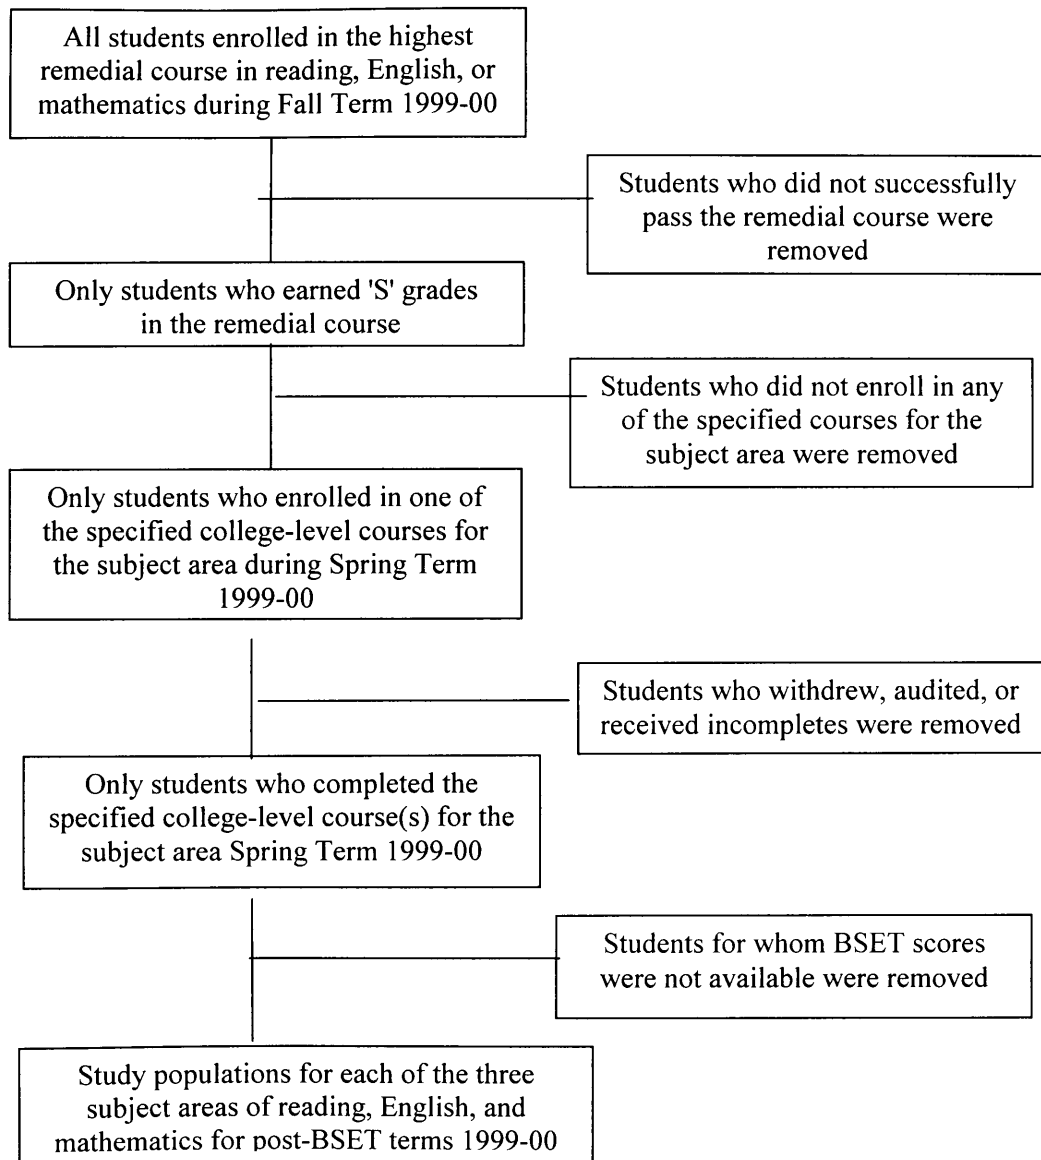 All students enrolled in the highest
remedial course in reading, English, or
mathematics during Fall Term 1999-00
Students who did not successfully
pass the remedial course were
removed
Only students who earned 'S' grades
in the remedial course
Students who did not enroll in any
of the specified courses for the
subject area were removed
Only students who enrolled in one of
the specified college-level courses for
the subject area during Spring Term
1999-00
Students who withdrew, audited, or
received incompletes were removed
Only students who completed the
specified college-level course(s) for the
subject area Spring Term 1999-00
Students for whom BSET scores
were not available were removed
Study populations for each of the three
subject areas of reading, English, and
mathematics for post-BSET terms 1999-00